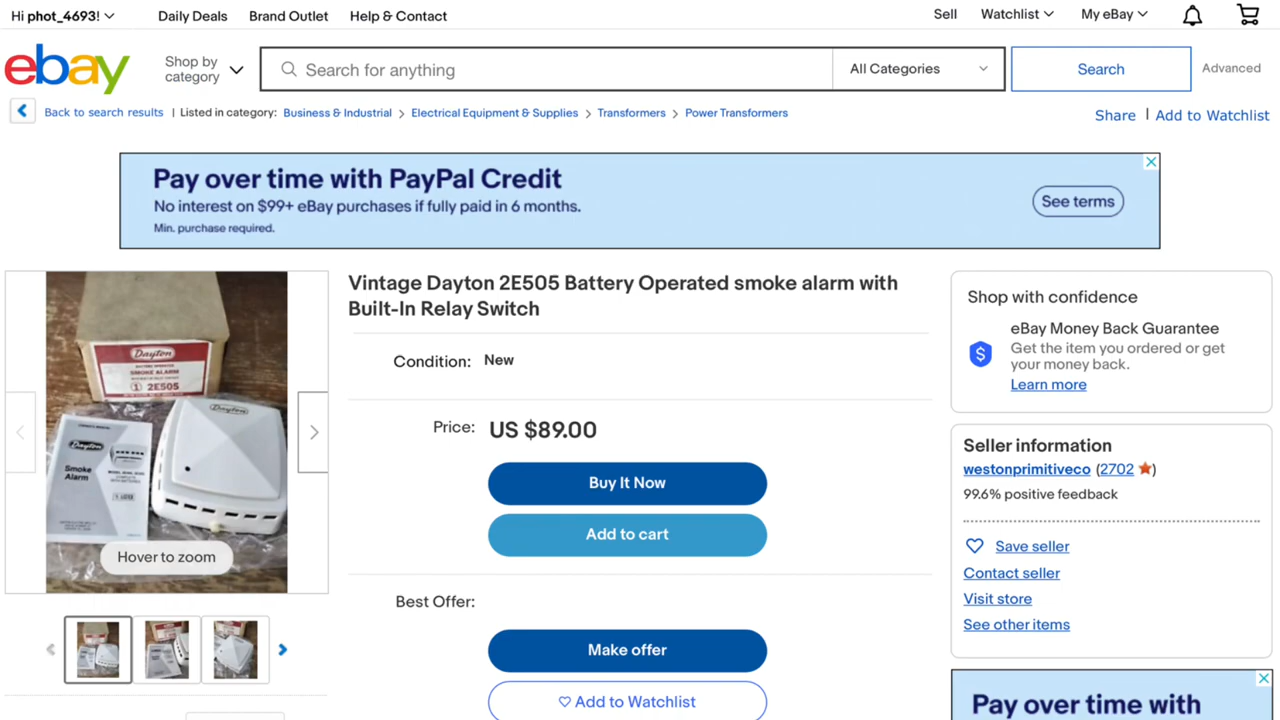 Hi phot_4693!
Daily Deals
Brand Outlet
Help & Contact
Sell
Watchlist
My eBay
ebay
Shop by
category
Search for anything
All Categories
Search
Advanced
Back to search results
| Listed in category:
Business & Industrial
Electrical Equipment & Supplies
Transformers
Power Transformers
Share | Add to Watchlist
Pay over time with PayPal Credit
No interest on $99+ eBay purchases if fully paid in 6 months.
Min. purchase required.
See terms
Dayton
SMOKE ALARM
2E505
Dayton
Dayton
Smoke
Alarm
Hover to zoom
Vintage Dayton 2E505 Battery Operated smoke alarm with
Built-In Relay Switch
Condition: New
Price: US $89.00
Buy It Now
Add to cart
Best Offer:
Make offer
Add to Watchlist
Shop with confidence
eBay Money Back Guarantee
Get the item you ordered or get
your money back.
Learn more
Seller information
westonprimitiveco (2702)
99.6% positive feedback
Save seller
Contact seller
Visit store
See other items
Pay over time with